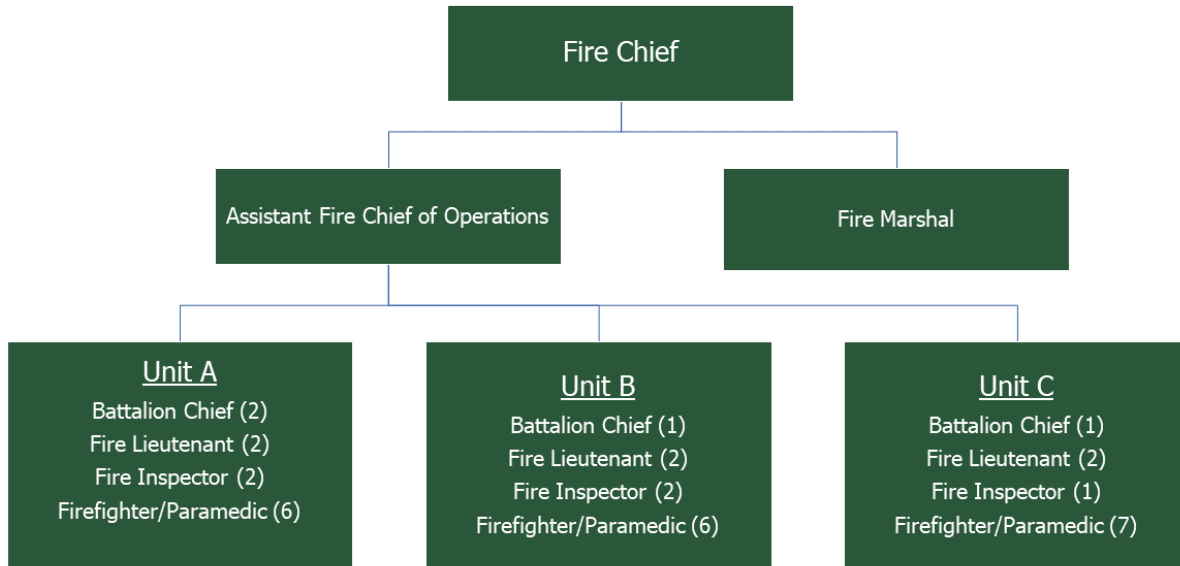 Fire Chief
Assistant Fire Chief of Operations
Fire Marshal
Unit A
Battalion Chief (2)
Fire Lieutenant (2)
Fire Inspector (2)
Firefighter/Paramedic (6)
Unit B
Battalion Chief (1)
Fire Lieutenant (2)
Fire Inspector (2)
Firefighter/Paramedic (6)
Unit C
Battalion Chief (1)
Fire Lieutenant (2)
Fire Inspector (1)
Firefighter/Paramedic (7)